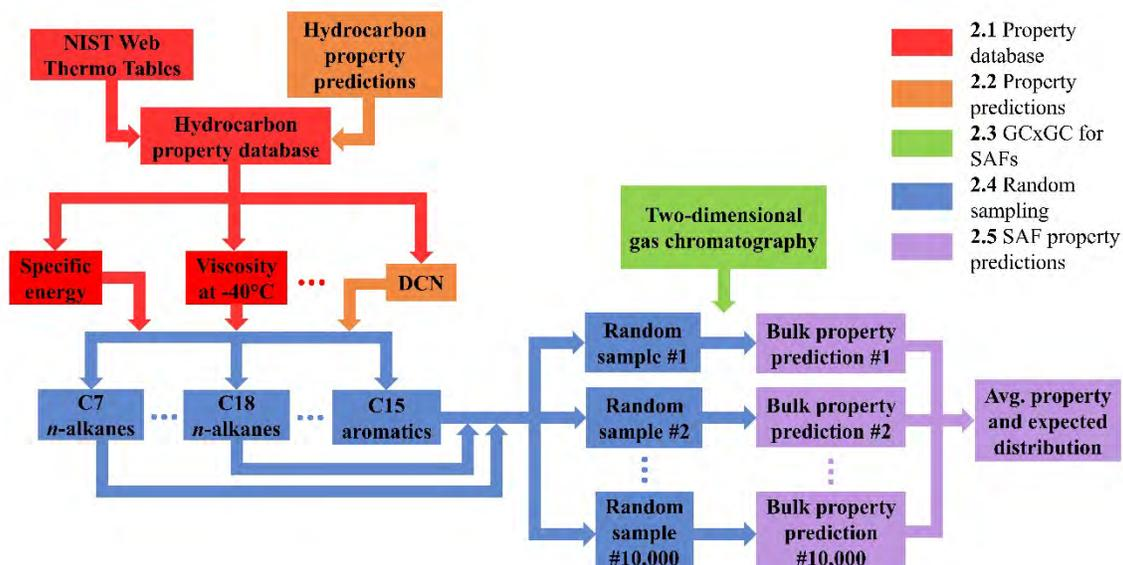 NIST Web
Thermo Tables
Hydrocarbon
property
predictions
Hydrocarbon
property database
Specific
energy
Viscosity
at -40°C
DCN
C7
n-alkanes
C18
n-alkanes
C15
aromatics
Two-dimensional
gas chromatography
Random
sample #1
Random
sample #2
Random
sample
#10,000
Bulk property
prediction #1
Bulk property
prediction #2
Bulk property
prediction
#10,000
Avg. property
and expected
distribution
2.1 Property
database
2.2 Property
predictions
2.3 GCxGC for
SAFs
2.4 Random
sampling
2.5 SAF property
predictions